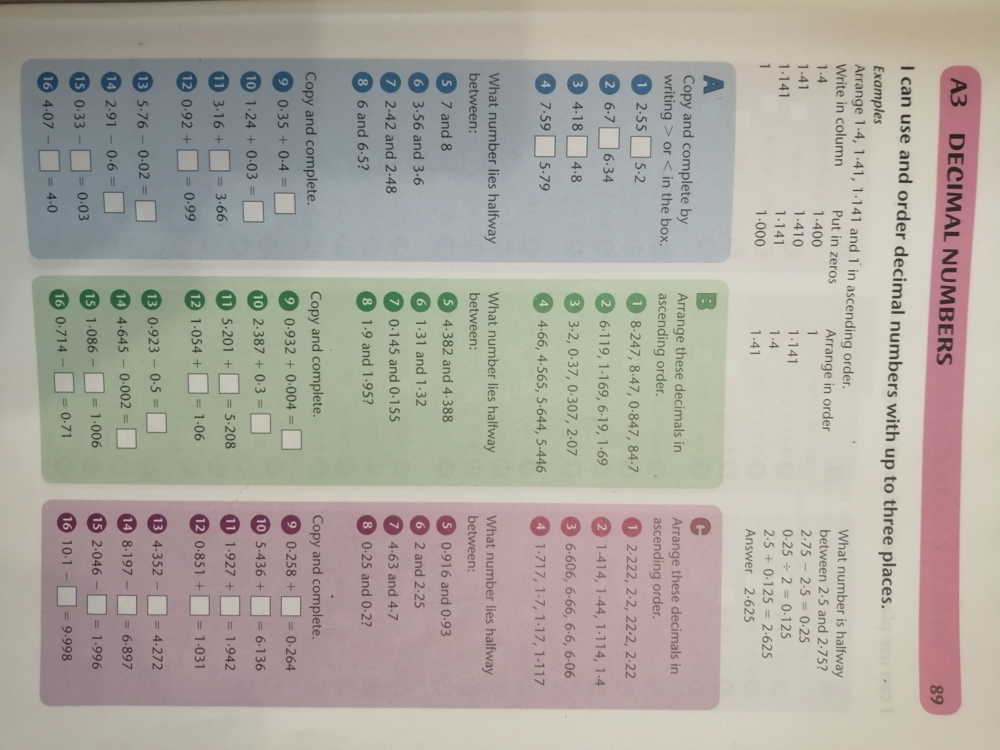 A3 DECIMAL NUMBERS 89
I can use and order decimal numbers with up to three places.
Examples
Arrange 1·4, 1·41, 1·141 and 1 in ascending order.
Write in column Put in zeros Arrange in order
1·4 1·400 1
1·41 1·410 1·141
1·141 1·141 1·4
1 1·000 1·41
What number is halfway
between 2·5 and 2·75?
2·75 − 2·5 = 0·25
0·25 ÷ 2 = 0·125
2·5 + 0·125 = 2·625
Answer 2·625
A
Copy and complete by
writing > or < in the box.
1 2·55 □ 5·2
2 6·7 □ 6·34
3 4·18 □ 4·8
4 7·59 □ 5·79
What number lies halfway
between:
5 7 and 8
6 3·56 and 3·6
7 2·42 and 2·48
8 6 and 6·5?
Copy and complete.
9 0·35 + 0·4 = □
10 1·24 + 0·03 = □
11 3·16 + □ = 3·66
12 0·92 + □ = 0·99
13 5·76 − 0·02 = □
14 2·91 − 0·6 = □
15 0·33 − □ = 0·03
16 4·07 − □ = 4·0
B
Arrange these decimals in
ascending order.
1 8·247, 8·47, 0·847, 84·7
2 6·119, 1·169, 6·19, 1·69
3 3·2, 0·37, 0·307, 2·07
4 4·66, 4·565, 5·644, 5·446
What number lies halfway
between:
5 4·382 and 4·388
6 1·31 and 1·32
7 0·145 and 0·155
8 1·9 and 1·95?
Copy and complete.
9 0·932 + 0·004 = □
10 2·387 + 0·3 = □
11 5·201 + □ = 5·208
12 1·054 + □ = 1·06
13 0·923 − 0·5 = □
14 4·645 − 0·002 = □
15 1·086 − □ = 1·006
16 0·714 − □ = 0·71
C
Arrange these decimals in
ascending order.
1 2·222, 2·2, 22·2, 2·22
2 1·414, 1·44, 1·114, 1·4
3 6·606, 6·66, 6·6, 6·06
4 1·717, 1·7, 1·17, 1·117
What number lies halfway
between:
5 0·916 and 0·93
6 2 and 2·25
7 4·63 and 4·7
8 0·25 and 0·2?
Copy and complete.
9 0·258 + □ = 0·264
10 5·436 + □ = 6·136
11 1·927 + □ = 1·942
12 0·851 + □ = 1·031
13 4·352 − □ = 4·272
14 8·197 − □ = 6·897
15 2·046 − □ = 1·996
16 10·1 − □ = 9·998